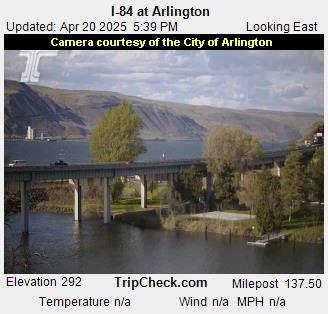 I-84 at Arlington
Updated: Apr 20 2025 5:39 PM Looking East
Camera courtesy of the City of Arlington
Elevation 292 TripCheck.com Milepost 137.50
Temperature n/a Wind n/a MPH n/a